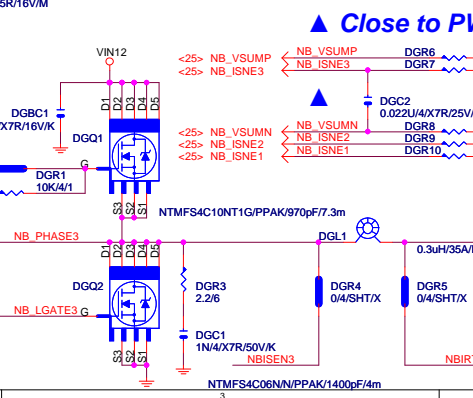 5R/16V/M
▲ Close to PW
VIN12
<25> NB_VSUMP NB_VSUMP DGR6
<25> NB_ISNE3 NB_ISNE3 DGR7
D1 D2 D3 D4 D5
DGBC1
/X7R/16V/K
▲
DGC2
0.022U/4/X7R/25V/
DGQ1
<25> NB_VSUMN NB_VSUMN DGR8
<25> NB_ISNE2 NB_ISNE2 DGR9
<25> NB_ISNE1 NB_ISNE1 DGR10
G
DGR1
10K/4/1
S3 S2 S1
NTMFS4C10NT1G/PPAK/970pF/7.3m
NB_PHASE3
DGL1
D1 D2 D3 D4 D5
0.3uH/35A/
DGQ2
DGR3
2.2/6
DGR4
0/4/SHT/X
DGR5
0/4/SHT/X
NB_LGATE3 G
DGC1
1N/4/X7R/50V/K
S3 S2 S1
NBISEN3
NBIR
NTMFS4C06N/N/PPAK/1400pF/4m
3